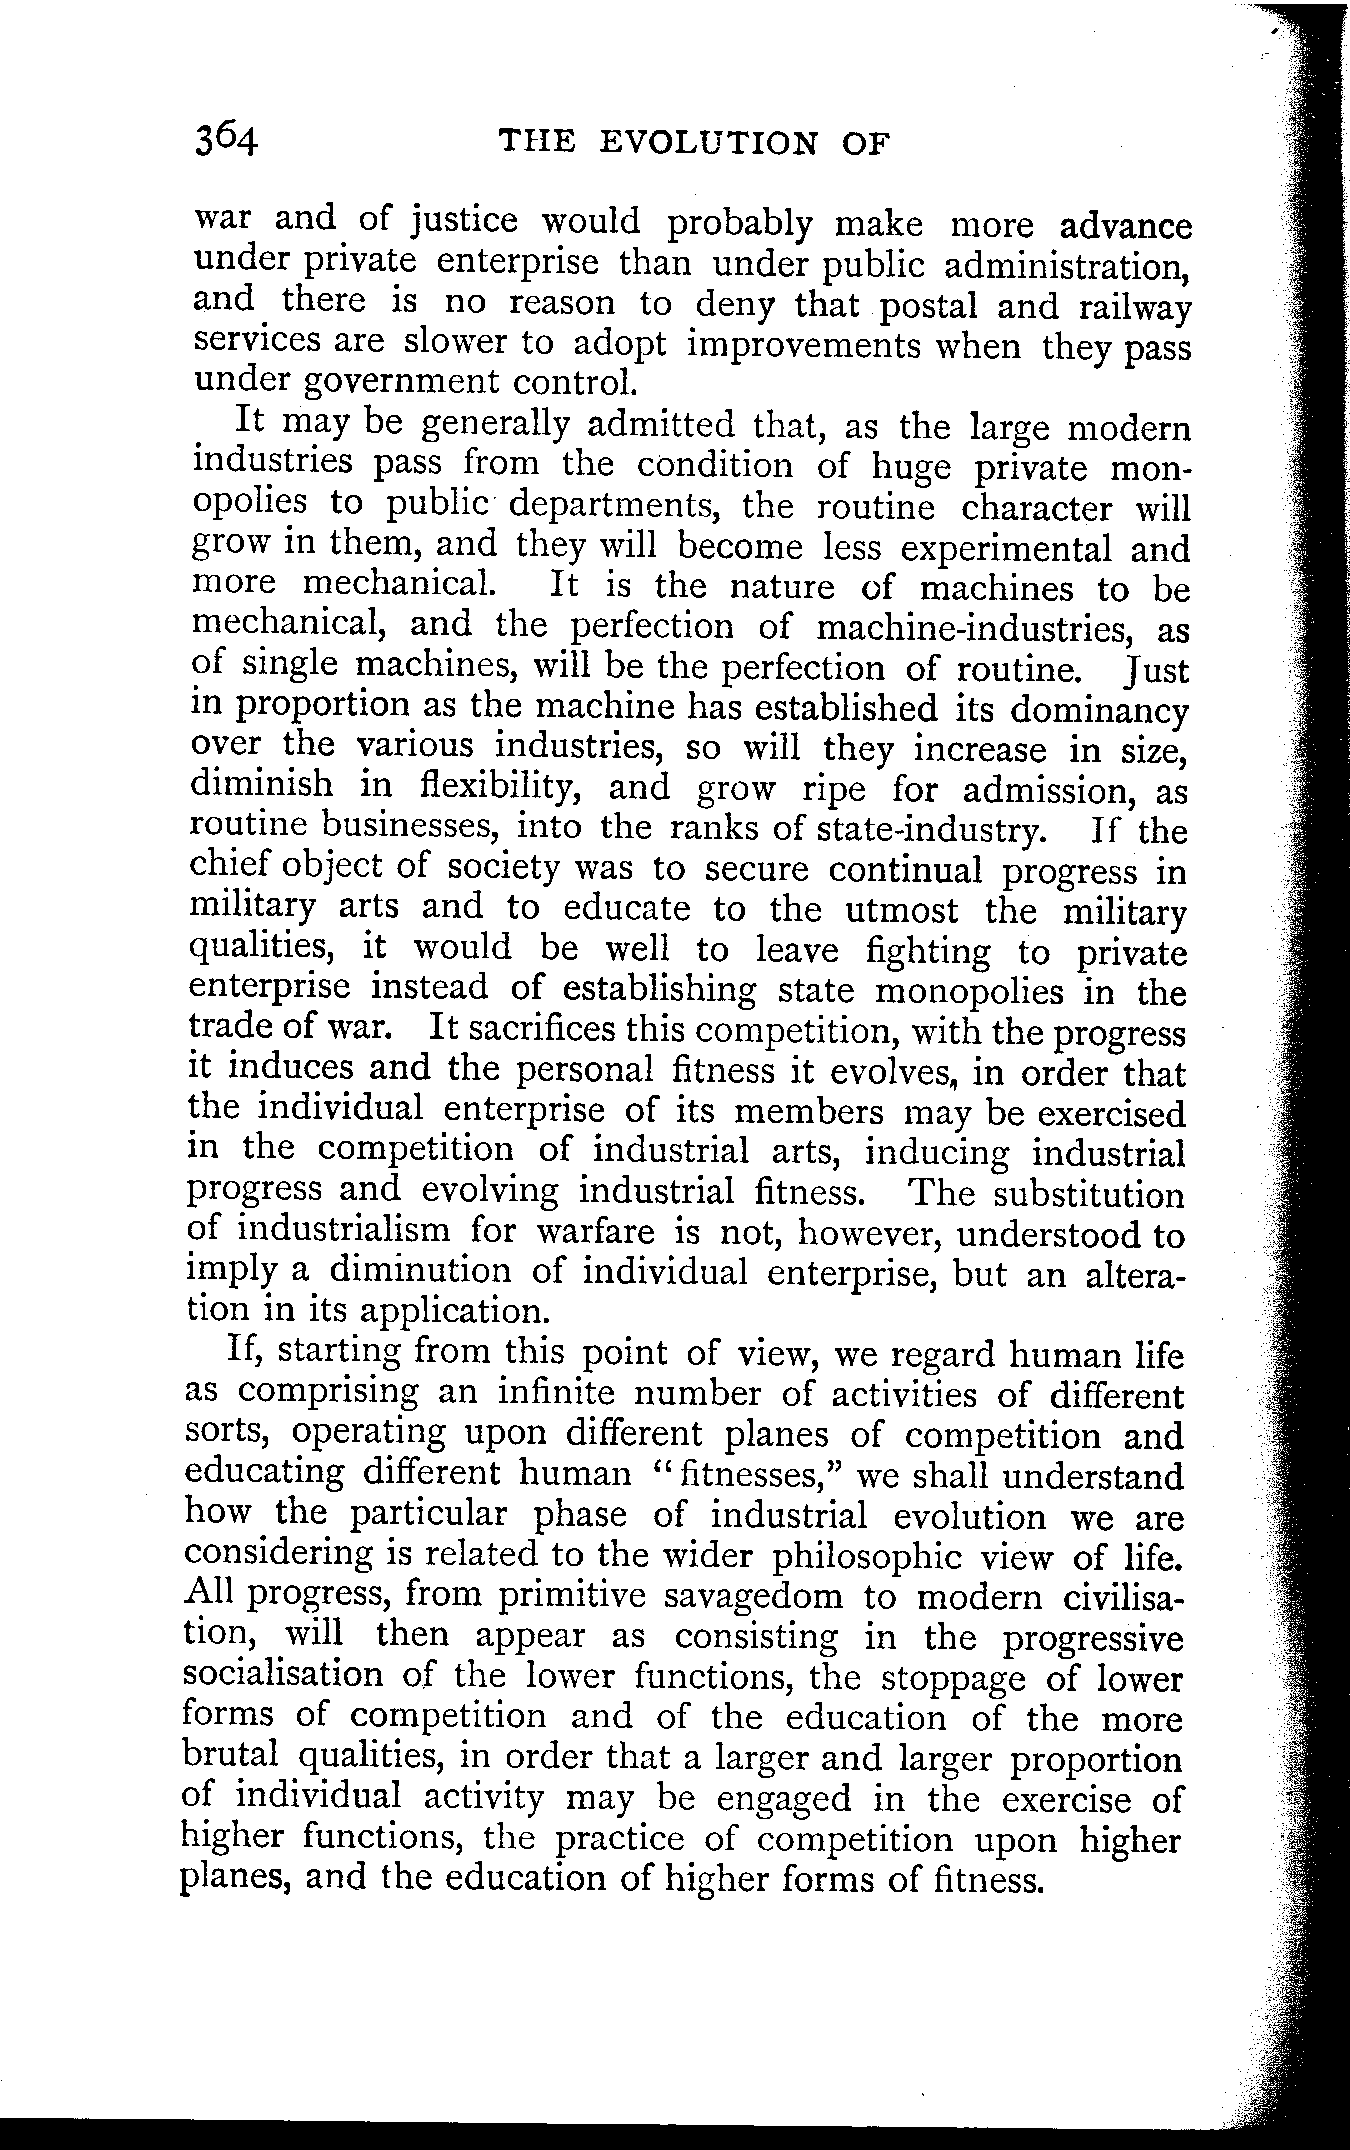 364 THE EVOLUTION OF
war and of justice would probably make more advance
under private enterprise than under public administration,
and there is no reason to deny that postal and railway
services are slower to adopt improvements when they pass
under government control.
It may be generally admitted that, as the large modern
industries pass from the condition of huge private mon-
opolies to public departments, the routine character will
grow in them, and they will become less experimental and
more mechanical. It is the nature of machines to be
mechanical, and the perfection of machine-industries, as
of single machines, will be the perfection of routine. Just
in proportion as the machine has established its dominancy
over the various industries, so will they increase in size,
diminish in flexibility, and grow ripe for admission, as
routine businesses, into the ranks of state-industry. If the
chief object of society was to secure continual progress in
military arts and to educate to the utmost the military
qualities, it would be well to leave fighting to private
enterprise instead of establishing state monopolies in the
trade of war. It sacrifices this competition, with the progress
it induces and the personal fitness it evolves, in order that
the individual enterprise of its members may be exercised
in the competition of industrial arts, inducing industrial
progress and evolving industrial fitness. The substitution
of industrialism for warfare is not, however, understood to
imply a diminution of individual enterprise, but an altera-
tion in its application.
If, starting from this point of view, we regard human life
as comprising an infinite number of activities of different
sorts, operating upon different planes of competition and
educating different human “fitnesses,” we shall understand
how the particular phase of industrial evolution we are
considering is related to the wider philosophic view of life.
All progress, from primitive savagedom to modern civilisa-
tion, will then appear as consisting in the progressive
socialisation of the lower functions, the stoppage of lower
forms of competition and of the education of the more
brutal qualities, in order that a larger and larger proportion
of individual activity may be engaged in the exercise of
higher functions, the practice of competition upon higher
planes, and the education of higher forms of fitness.